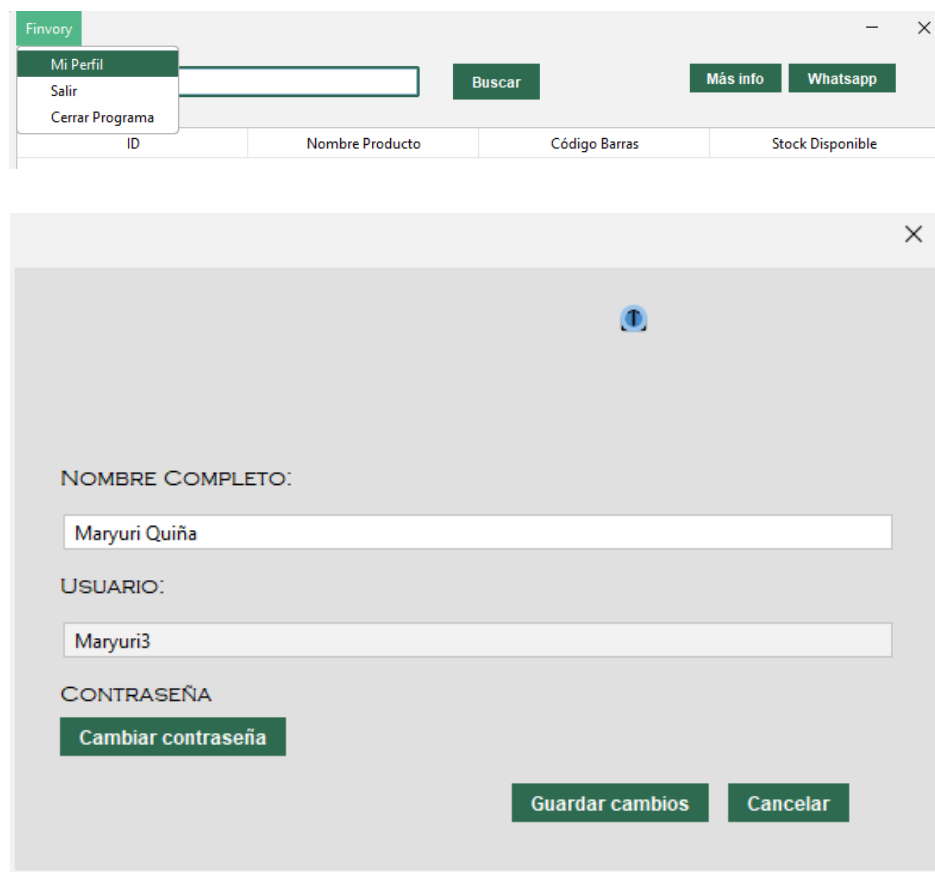 Finvory
Mi Perfil
Salir
Cerrar Programa
Buscar
Más info
Whatsapp
ID
Nombre Producto
Código Barras
Stock Disponible
Nombre Completo:
Maryuri Quiña
Usuario:
Maryuri3
Contraseña
Cambiar contraseña
Guardar cambios
Cancelar